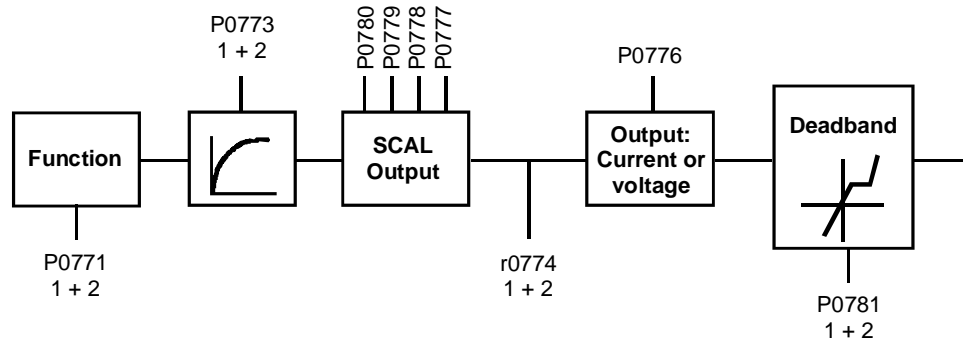 P0773
1 + 2
P0780
P0779
P0778
P0777
P0776
Function
SCAL
Output
Output:
Current or
voltage
Deadband
P0771
1 + 2
r0774
1 + 2
P0781
1 + 2